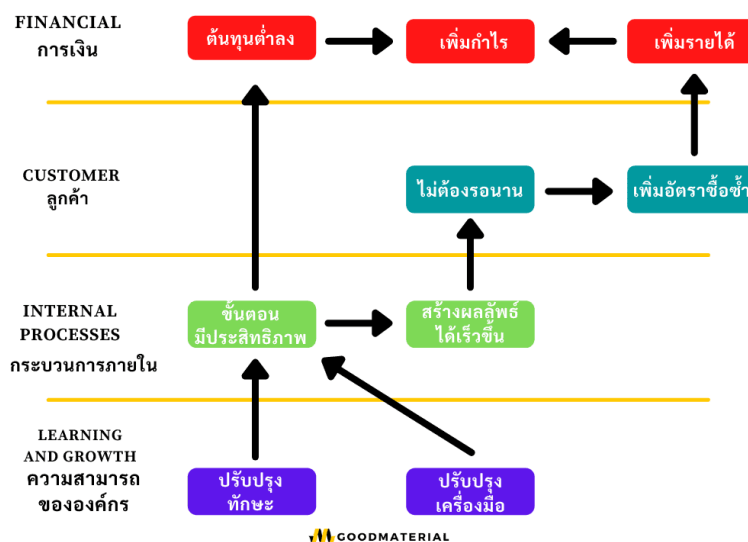 FINANCIAL
การเงิน
ต้นทุนต่ำลง
เพิ่มกำไร
เพิ่มรายได้
CUSTOMER
ลูกค้า
ไม่ต้องรอนาน
เพิ่มอัตราซื้อซ้ำ
INTERNAL
PROCESSES
กระบวนการภายใน
ขั้นตอน
มีประสิทธิภาพ
สร้างผลลัพธ์
ได้เร็วขึ้น
LEARNING
AND GROWTH
ความสามารถ
ขององค์กร
ปรับปรุง
ทักษะ
ปรับปรุง
เครื่องมือ
GOODMATERIAL